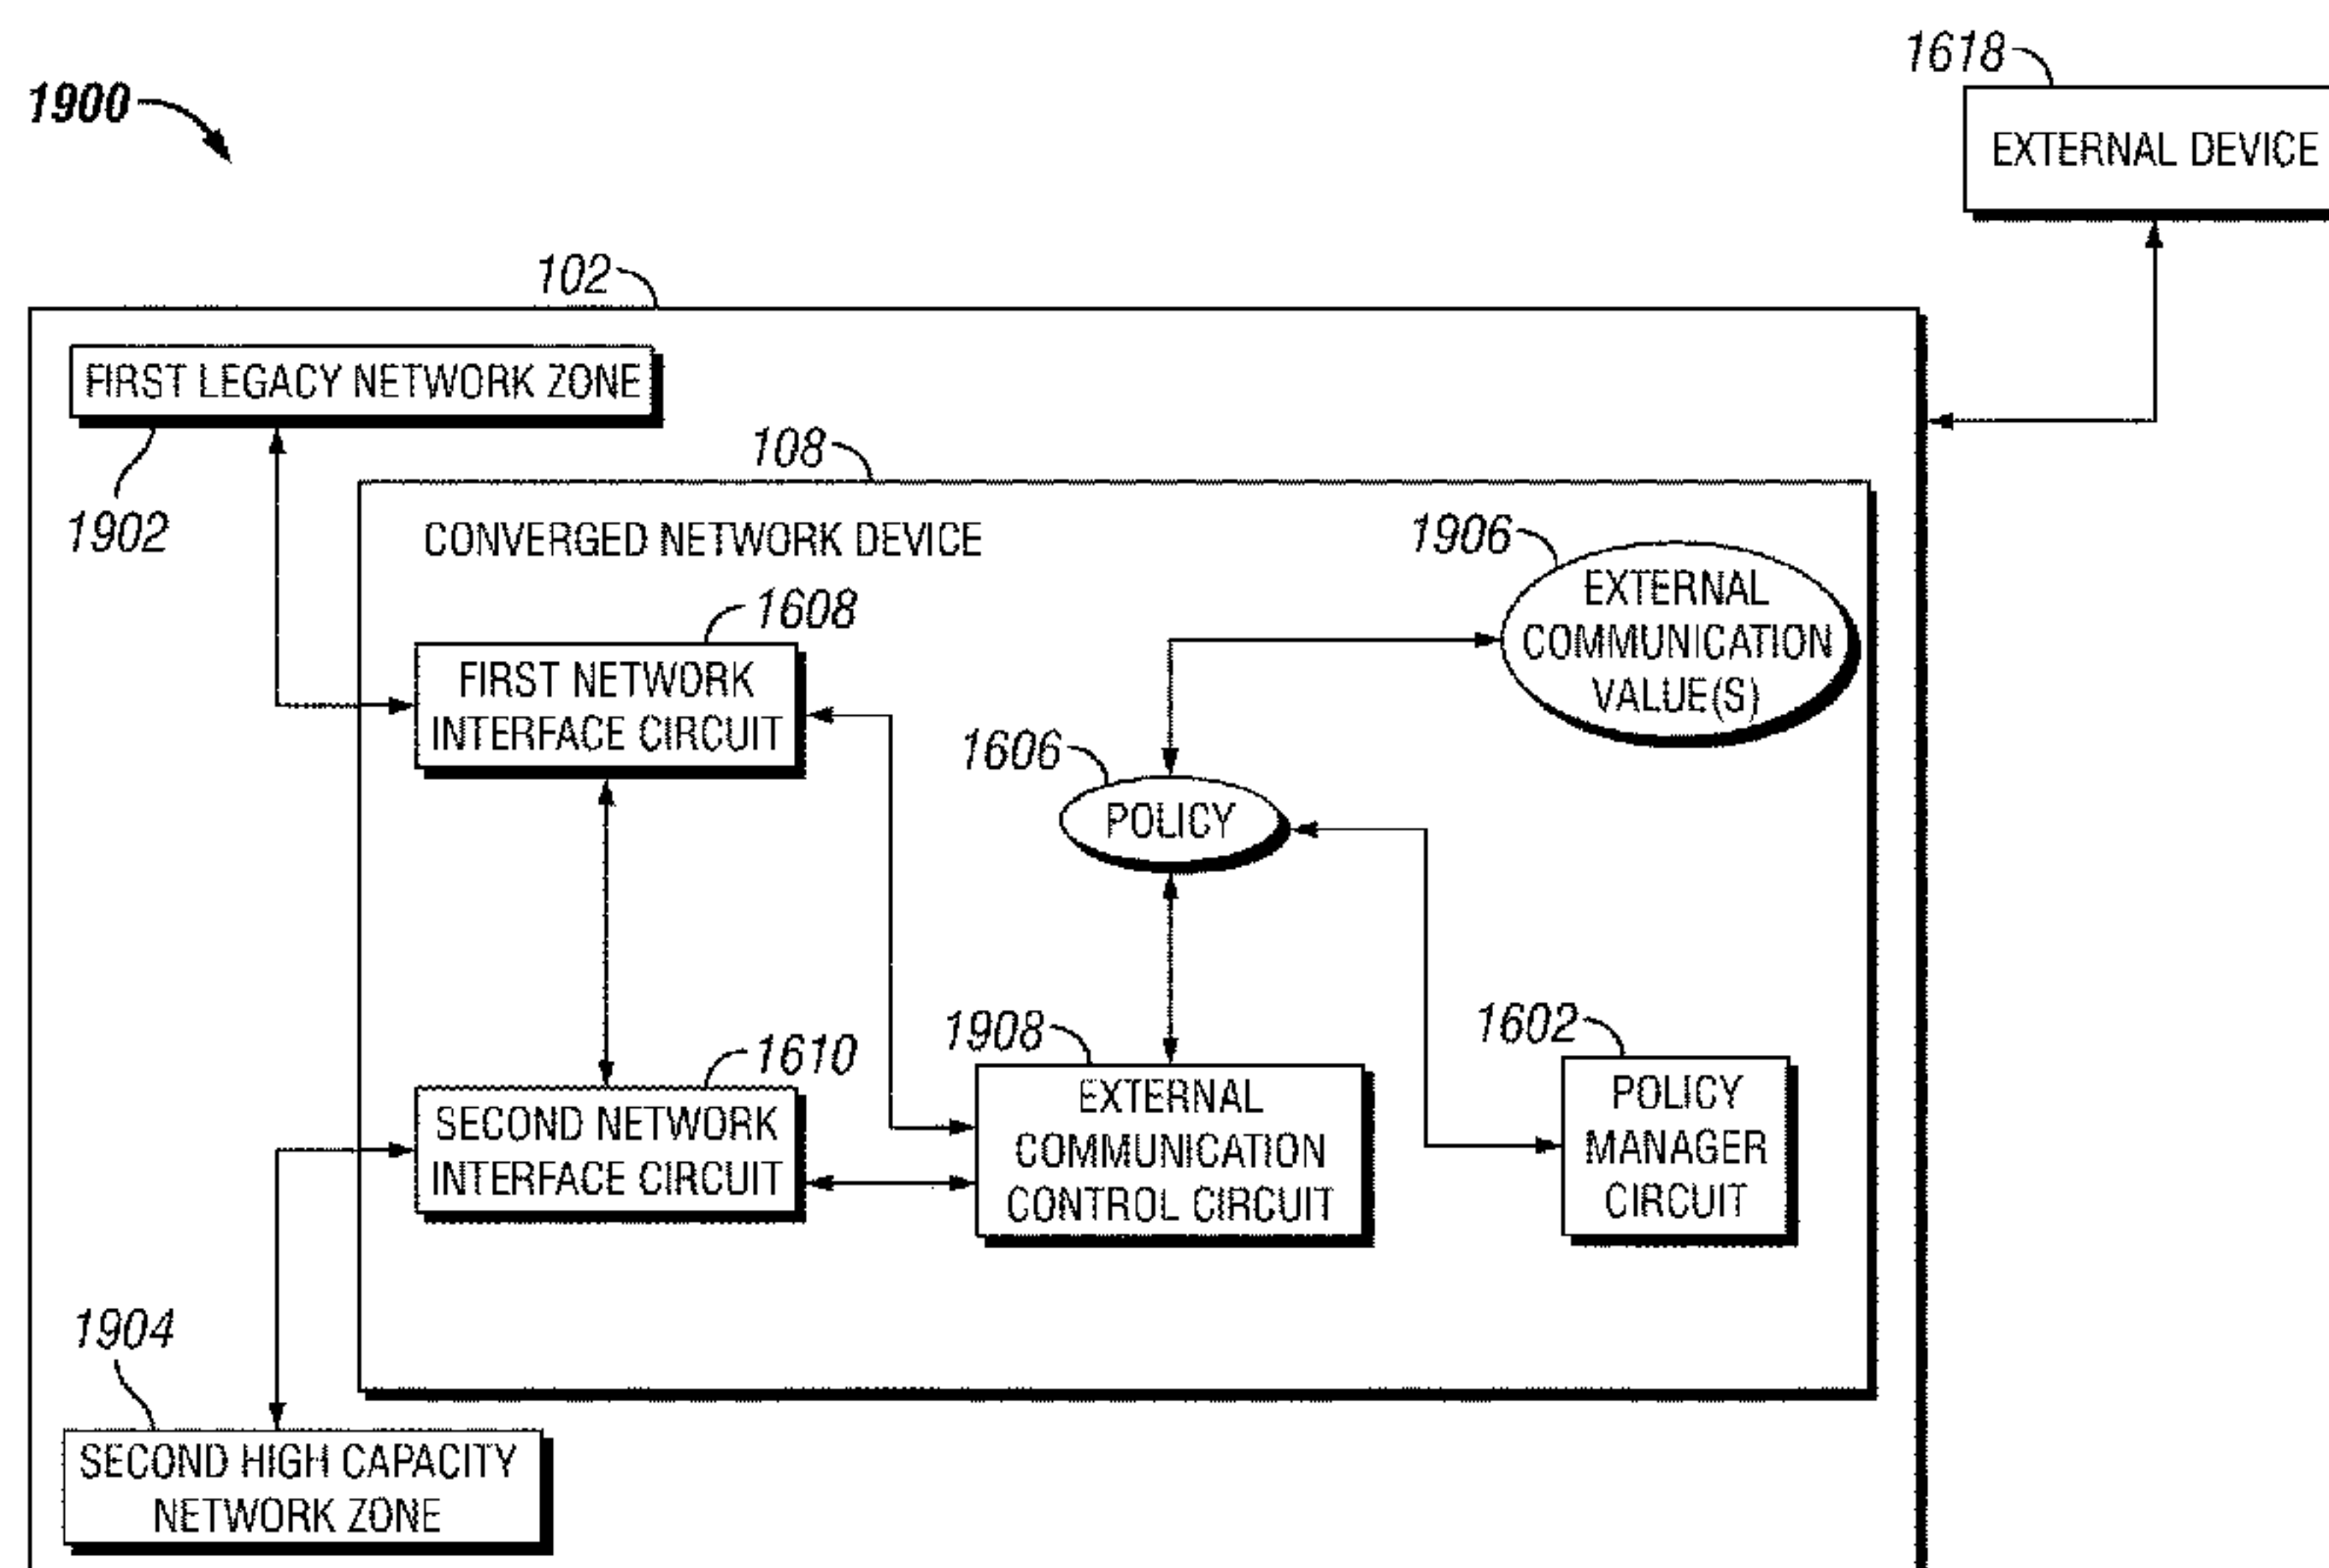 1900
1618
EXTERNAL DEVICE
102
FIRST LEGACY NETWORK ZONE
1902
108
CONVERGED NETWORK DEVICE
1906
EXTERNAL
COMMUNICATION
VALUE(S)
1608
FIRST NETWORK
INTERFACE CIRCUIT
1606
POLICY
1610
SECOND NETWORK
INTERFACE CIRCUIT
1908
EXTERNAL
COMMUNICATION
CONTROL CIRCUIT
1602
POLICY
MANAGER
CIRCUIT
1904
SECOND HIGH CAPACITY
NETWORK ZONE